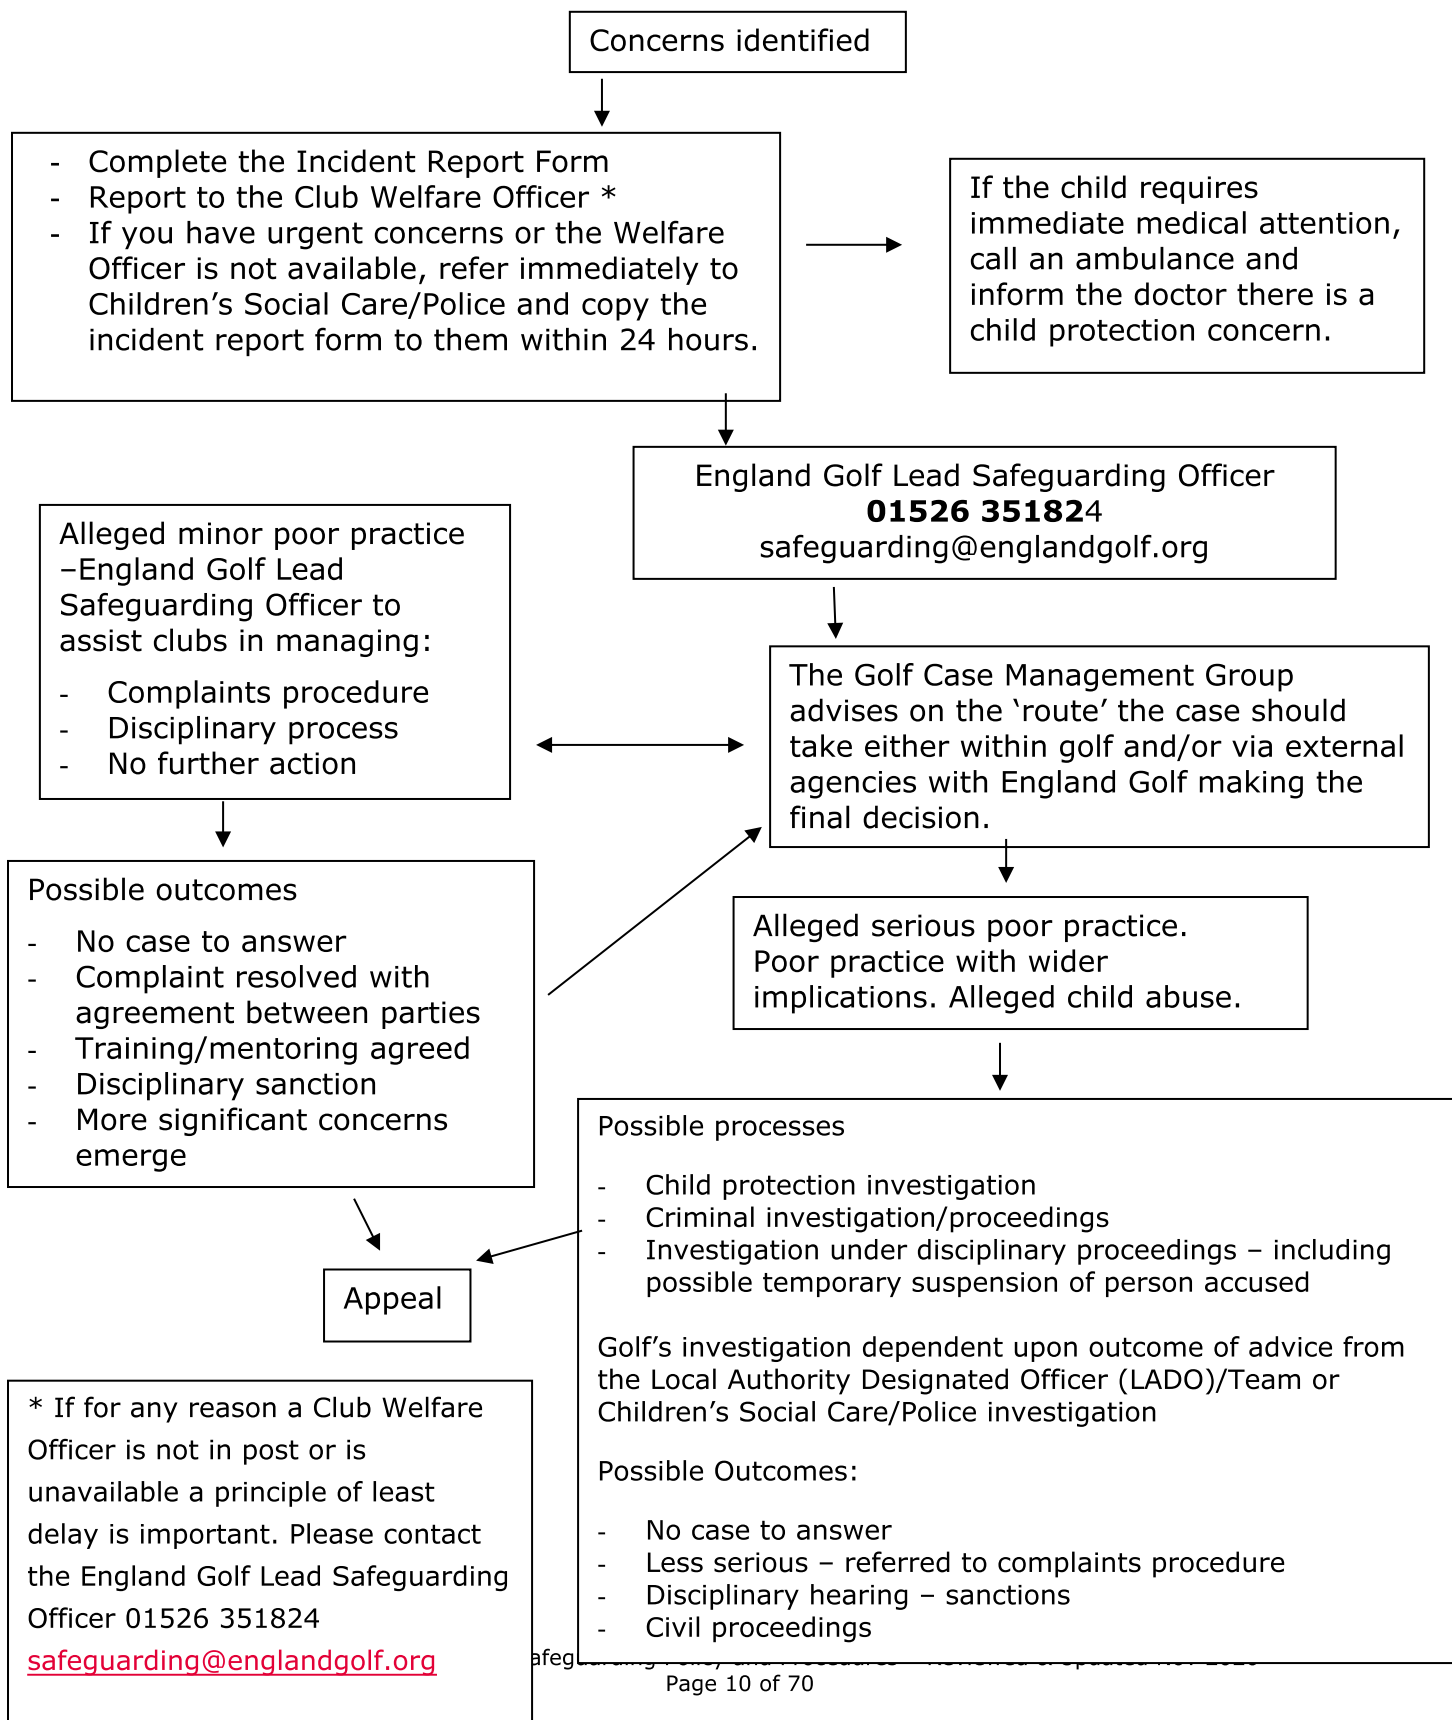 Concerns identified
- Complete the Incident Report Form
- Report to the Club Welfare Officer *
- If you have urgent concerns or the Welfare
Officer is not available, refer immediately to
Children’s Social Care/Police and copy the
incident report form to them within 24 hours.
If the child requires
immediate medical attention,
call an ambulance and
inform the doctor there is a
child protection concern.
England Golf Lead Safeguarding Officer
01526 351824
safeguarding@englandgolf.org
Alleged minor poor practice
–England Golf Lead
Safeguarding Officer to
assist clubs in managing:
- Complaints procedure
- Disciplinary process
- No further action
The Golf Case Management Group
advises on the ‘route’ the case should
take either within golf and/or via external
agencies with England Golf making the
final decision.
Possible outcomes
- No case to answer
- Complaint resolved with
agreement between parties
- Training/mentoring agreed
- Disciplinary sanction
- More significant concerns
emerge
Alleged serious poor practice.
Poor practice with wider
implications. Alleged child abuse.
Possible processes
- Child protection investigation
- Criminal investigation/proceedings
- Investigation under disciplinary proceedings – including
possible temporary suspension of person accused
Golf’s investigation dependent upon outcome of advice from
the Local Authority Designated Officer (LADO)/Team or
Children’s Social Care/Police investigation
Possible Outcomes:
- No case to answer
- Less serious – referred to complaints procedure
- Disciplinary hearing – sanctions
- Civil proceedings
Appeal
* If for any reason a Club Welfare
Officer is not in post or is
unavailable a principle of least
delay is important. Please contact
the England Golf Lead Safeguarding
Officer 01526 351824
safeguarding@englandgolf.org
Page 10 of 70